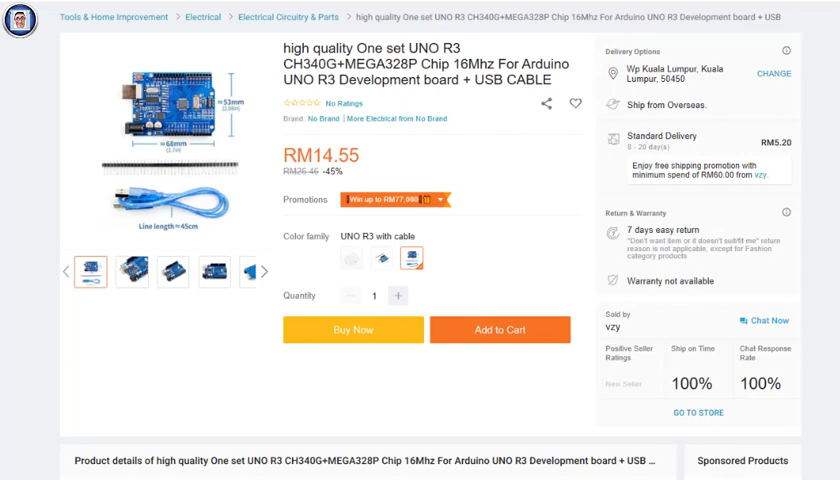 Tools & Home Improvement > Electrical > Electrical Circuitry & Parts > high quality One set UNO R3 CH340G+MEGA328P Chip 16Mhz For Arduino UNO R3 Development board + USB
high quality One set UNO R3
CH340G+MEGA328P Chip 16Mhz For Arduino
UNO R3 Development board + USB CABLE
No Ratings
Brand: No Brand | More Electrical from No Brand
RM14.55
RM26.46 -45%
Promotions
Win up to RM77,000
Color family UNO R3 with cable
Quantity
1
Buy Now
Add to Cart
≈53mm
≈68mm
Line length ≈45cm
Delivery Options
Wp Kuala Lumpur, Kuala
Lumpur, 50450
CHANGE
Ship from Overseas.
Standard Delivery
RM5.20
8 - 20 day(s)
Enjoy free shipping promotion with
minimum spend of RM60.00 from vzy.
Return & Warranty
7 days easy return
"Don't want item or it doesn't suit/fit me" return
reason is not applicable, except for Fashion
category products
Warranty not available
Sold by
vzy
Chat Now
Positive Seller
Ratings
Ship on Time
Chat Response
Rate
New Seller
100%
100%
GO TO STORE
Product details of high quality One set UNO R3 CH340G+MEGA328P Chip 16Mhz For Arduino UNO R3 Development board + USB ...
Sponsored Products